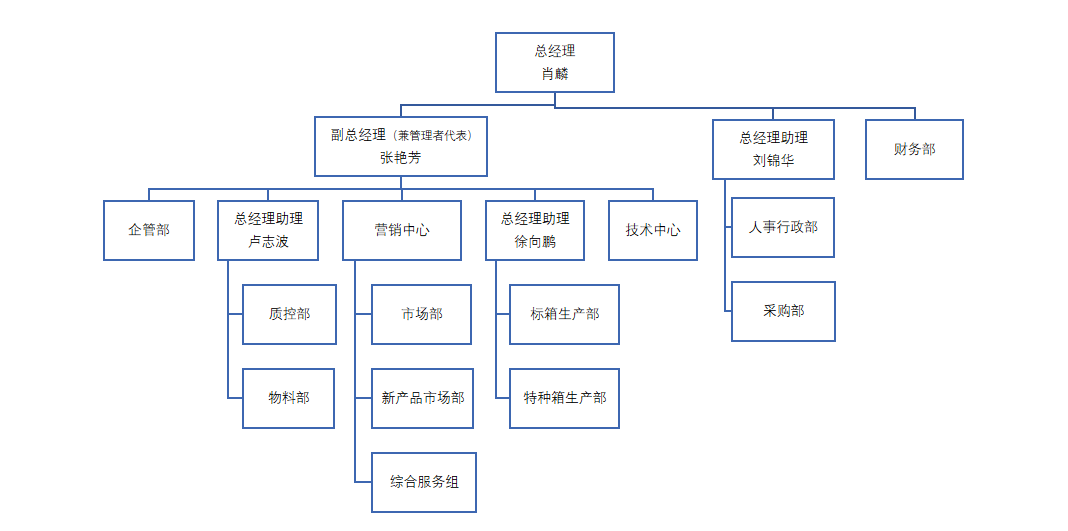 总经理
肖麟
副总经理（兼管理者代表）
张艳芳
总经理助理
刘锦华
财务部
企管部
总经理助理
卢志波
营销中心
总经理助理
徐向鹏
技术中心
人事行政部
质控部
市场部
标箱生产部
采购部
物料部
新产品市场部
特种箱生产部
综合服务组